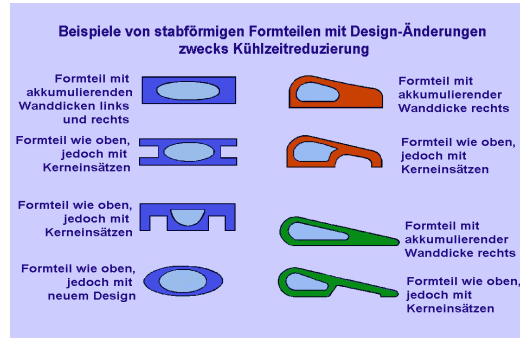 Beispiele von stabförmigen Formteilen mit Design-Änderungen
zwecks Kühlzeitreduzierung
Formteil mit
akkumulierenden
Wanddicken links
und rechts
Formteil wie oben,
jedoch mit
Kerneinsätzen
Formteil wie oben,
jedoch mit
Kerneinsätzen
Formteil wie oben,
jedoch mit
neuem Design
Formteil mit
akkumulierender
Wanddicke rechts
Formteil wie oben,
jedoch mit
Kerneinsätzen
Formteil mit
akkumulierender
Wanddicke rechts
Formteil wie oben,
jedoch mit
Kerneinsätzen